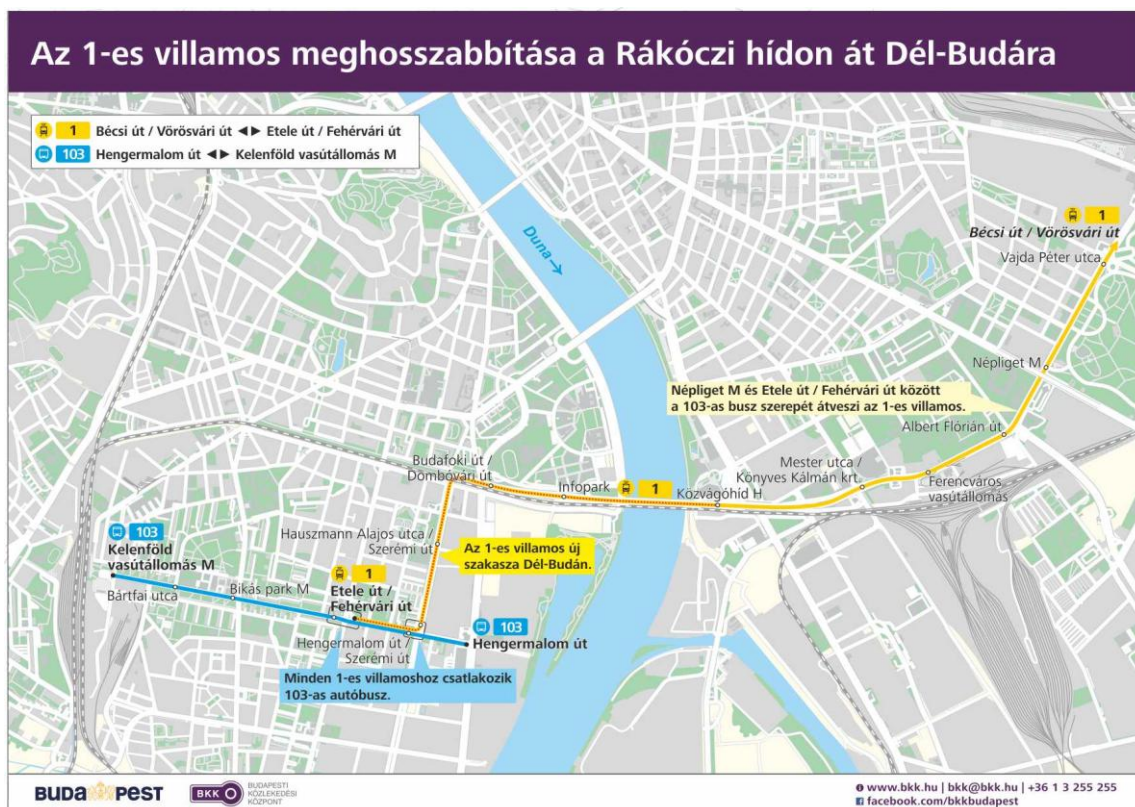 Az 1-es villamos meghosszabbítása a Rákóczi hídon át Dél-Budára
1 Bécsi út / Vörösvári út ◄► Etele út / Fehérvári út
103 Hengermalom út ◄► Kelenföld vasútállomás M
Duna→
1
Bécsi út / Vörösvári út
Vajda Péter utca
Népliget M
Népliget M és Etele út / Fehérvári út között
a 103-as busz szerepét átveszi az 1-es villamos.
Albert Flórián út
Mester utca /
Könyves Kálmán krt.
Ferencváros
vasútállomás
Budafoki út /
Dombóvári út
Infopark
1
Közvágóhíd H
Hauszmann Alajos utca /
Szerémi út
Az 1-es villamos új
szakasza Dél-Budán.
103
Kelenföld
vasútállomás M
Bártfai utca
Bikás park M
1
Etele út /
Fehérvári út
Hengermalom út /
Szerémi út
103
Hengermalom út
Minden 1-es villamoshoz csatlakozik
103-as autóbusz.
BUDAPEST
BKK
BUDAPESTI
KÖZLEKEDÉSI
KÖZPONT
www.bkk.hu | bkk@bkk.hu | +36 1 3 255 255
facebook.com/bkkbudapest